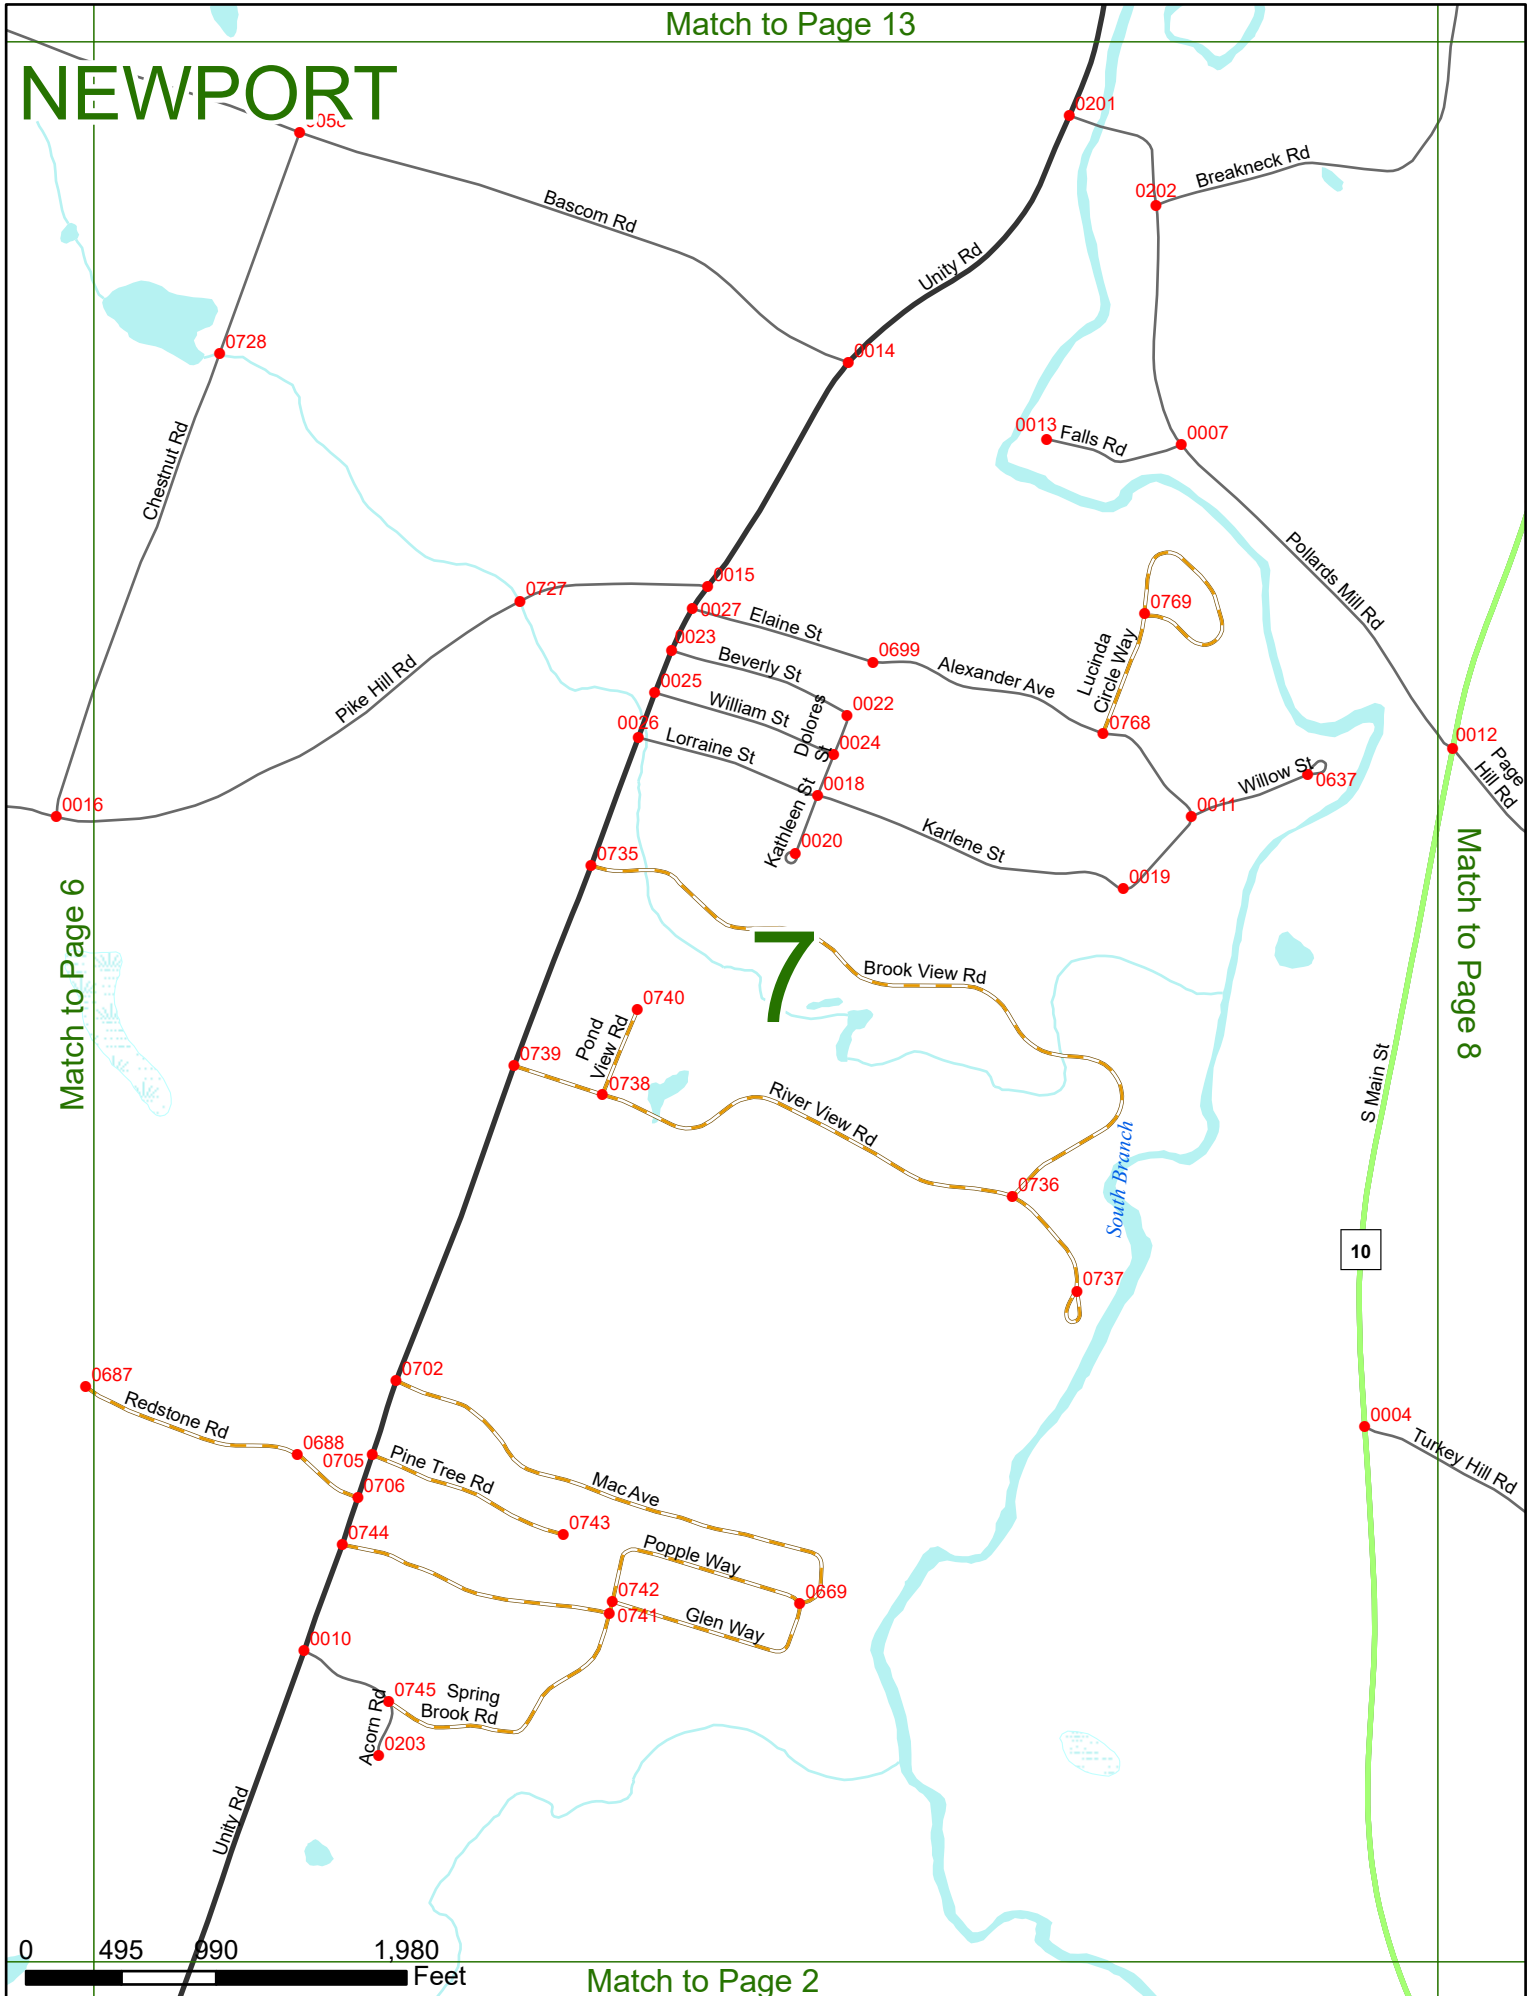 Match to Page 13
NEWPORT
0201
Breakneck Rd
0202
Bascom Rd
Unity Rd
0728
0014
0013
Falls Rd
0007
Chestnut Rd
Pollards Mill Rd
0015
0727
0027
Elaine St
0769
0023
Beverly St
0699
Alexander Ave
Lucinda
Circle Way
Pike Hill Rd
0025
William St
Dolores
St
0022
0026
Lorraine St
0024
0768
0012
Page
Hill Rd
Willow St
0637
0016
0018
Kathleen St
0011
0020
Karlene St
0735
0019
Match to Page 6
Match to Page 8
7
Brook View Rd
0740
Pond
View Rd
0739
0738
River View Rd
S Main St
South Branch
0736
10
0737
0687
0702
Redstone Rd
0004
Turkey Hill Rd
0688
0705
Pine Tree Rd
0706
Mac Ave
0743
0744
Popple Way
0742
0669
0741
Glen Way
0010
0745
Spring
Brook Rd
Acorn Rd
0203
Unity Rd
0
495
990
1,980
Feet
Match to Page 2